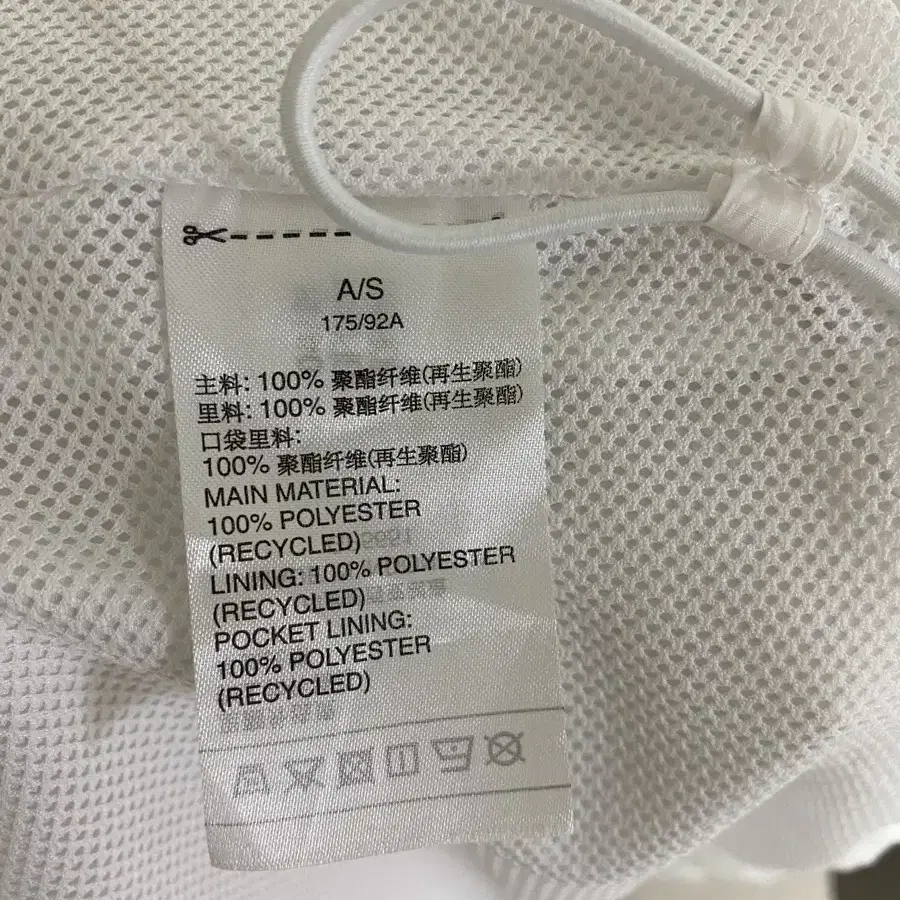 A/S
175/92A
主料: 100% 聚酯纤维(再生聚酯)
里料: 100% 聚酯纤维(再生聚酯)
口袋里料:
100% 聚酯纤维(再生聚酯)
MAIN MATERIAL:
100% POLYESTER
(RECYCLED)
LINING: 100% POLYESTER
(RECYCLED)
POCKET LINING:
100% POLYESTER
(RECYCLED)